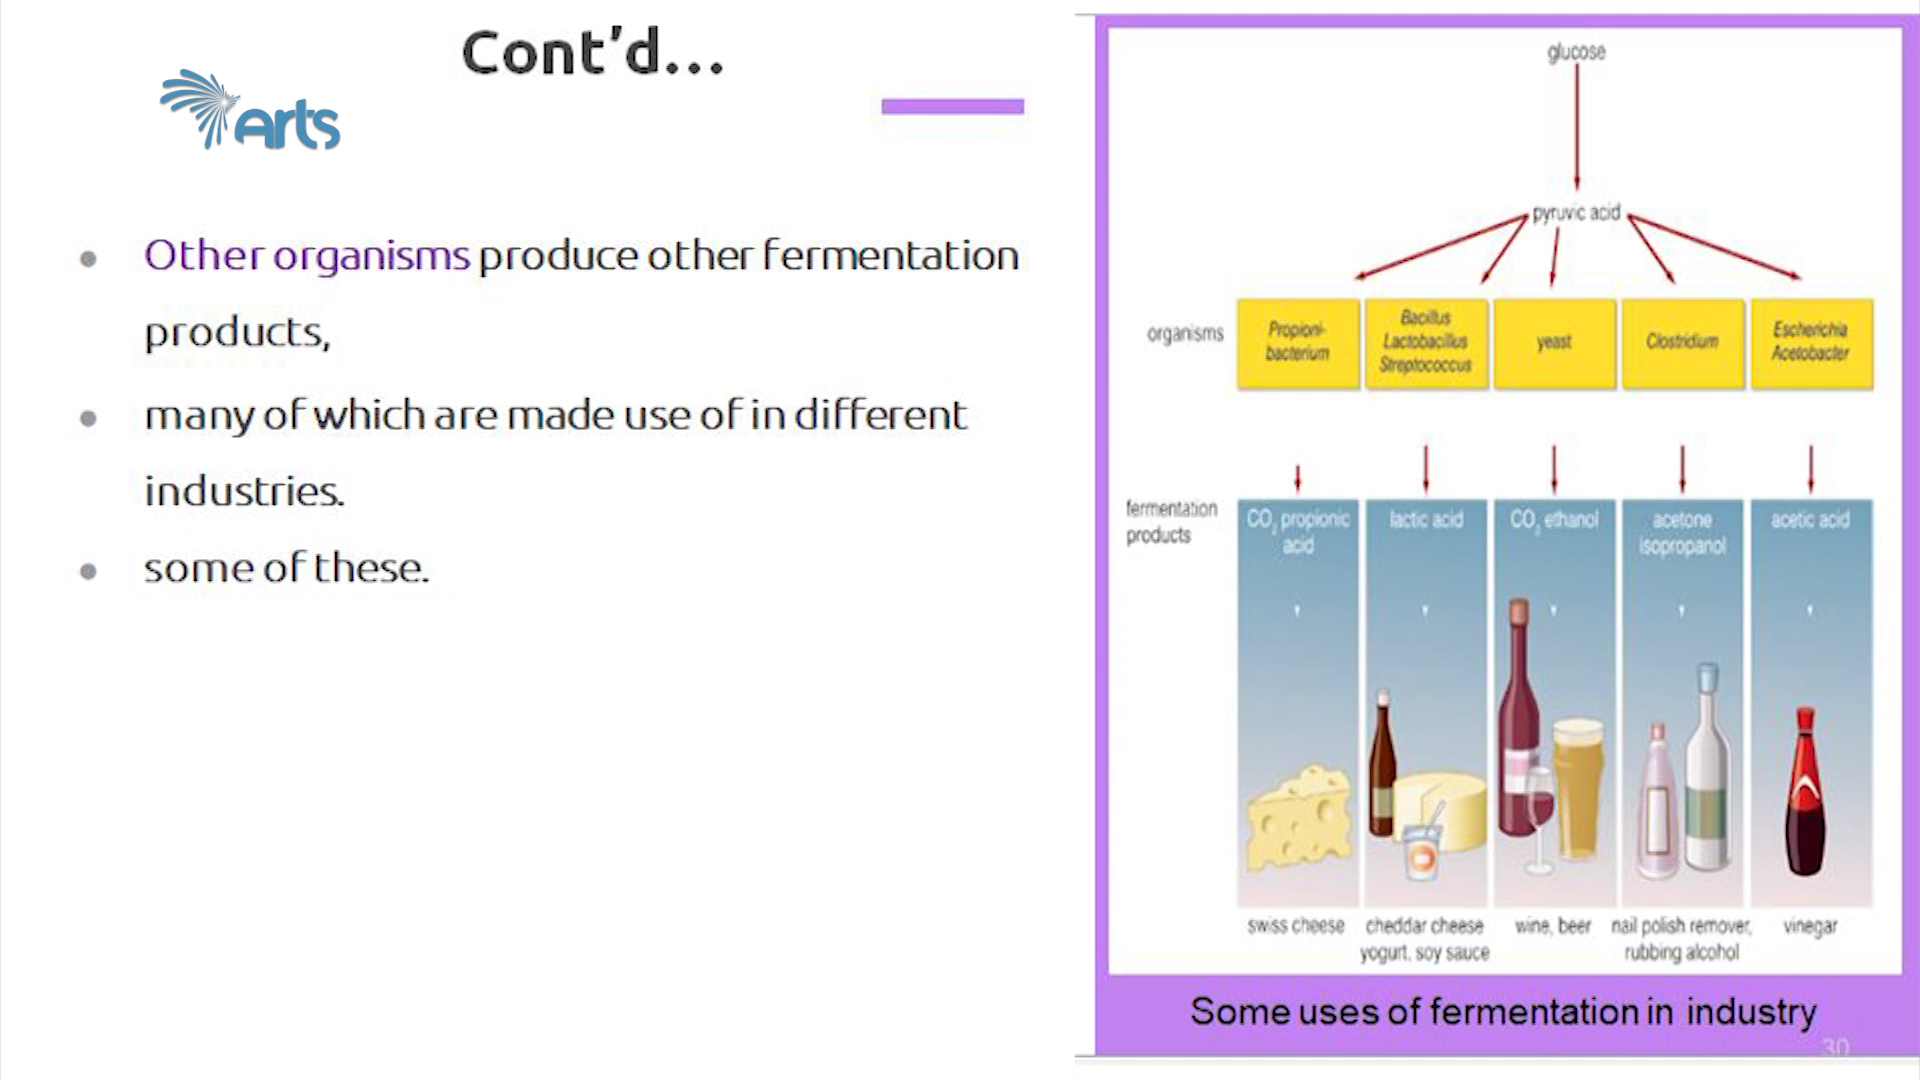 Cont’d...
arts
Other organisms produce other fermentation
products,
many of which are made use of in different
industries.
some of these.
glucose
pyruvic acid
organisms
Propioni-
bacterium
Bacillus
Lactobacillus
Streptococcus
yeast
Clostridium
Escherichia
Acetobacter
fermentation
products
CO₂ propionic
acid
lactic acid
CO₂ ethanol
acetone
isopropanol
acetic acid
swiss cheese
cheddar cheese
yogurt, soy sauce
wine, beer
nail polish remover,
rubbing alcohol
vinegar
Some uses of fermentation in industry
30